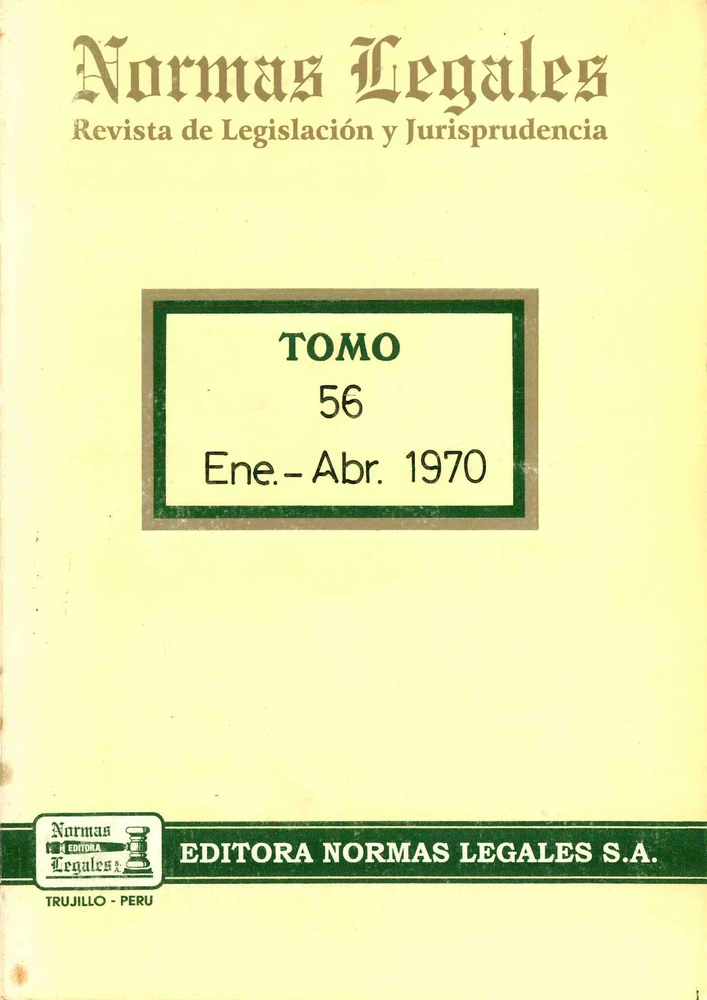 Normas Legales
Revista de Legislación y Jurisprudencia
TOMO
56
Ene. - Abr. 1970
Normas
EDITORA
Legales S.A.
EDITORA NORMAS LEGALES S.A.
TRUJILLO - PERU